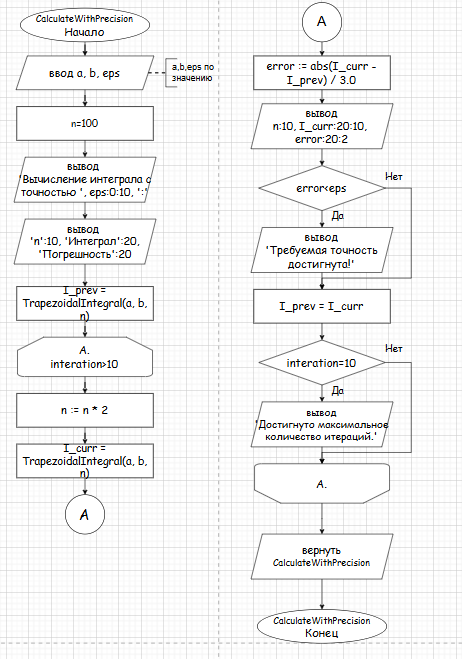 CalculateWithPrecision
Начало
ввод a, b, eps
a,b,eps по
значению
n=100
вывод
'Вычисление интеграла с
точностью ', eps:0:10, ':'
вывод
'n':10, 'Интеграл':20,
'Погрешность':20
I_prev =
TrapezoidalIntegral(a, b,
n)
A.
interation>10
n := n * 2
I_curr =
TrapezoidalIntegral(a, b,
n)
A
A
error := abs(I_curr -
I_prev) / 3.0
вывод
n:10, I_curr:20:10,
error:20:2
error<eps
Нет
Да
вывод
'Требуемая точность
достигнута!'
I_prev = I_curr
interation=10
Нет
Да
вывод
'Достигнуто максимальное
количество итераций.'
A.
вернуть
CalculateWithPrecision
CalculateWithPrecision
Конец